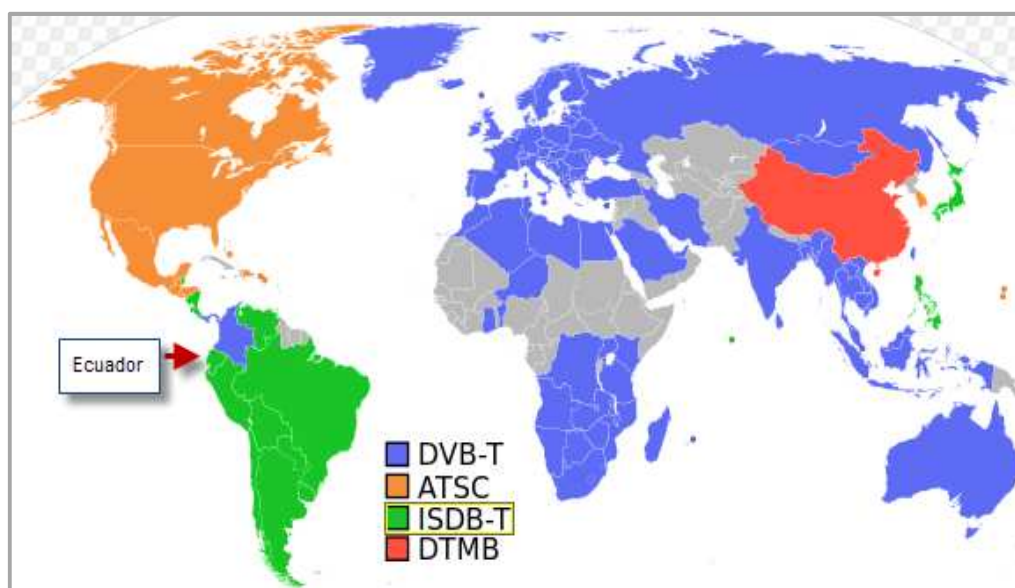 Ecuador
DVB-T
ATSC
ISDB-T
DTMB